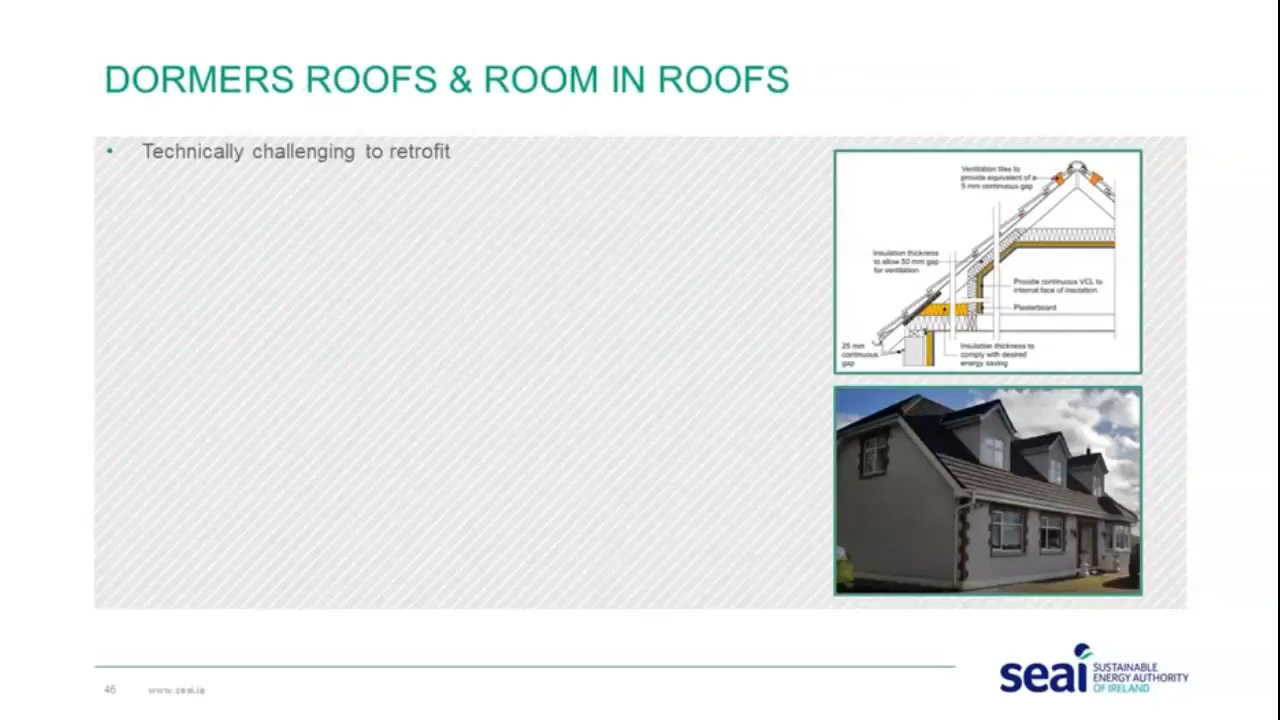 DORMERS ROOFS & ROOM IN ROOFS
• Technically challenging to retrofit
Ventilation tiles to
provide equivalent of a
5 mm continuous gap
Insulation thickness
to allow 50 mm gap
for ventilation
Provide continuous VCL to
internal face of insulation
Plasterboard
25 mm
continuous
gap
Insulation thickness to
comply with desired
energy saving
46 www.seai.ie
seai SUSTAINABLE
ENERGY AUTHORITY
OF IRELAND